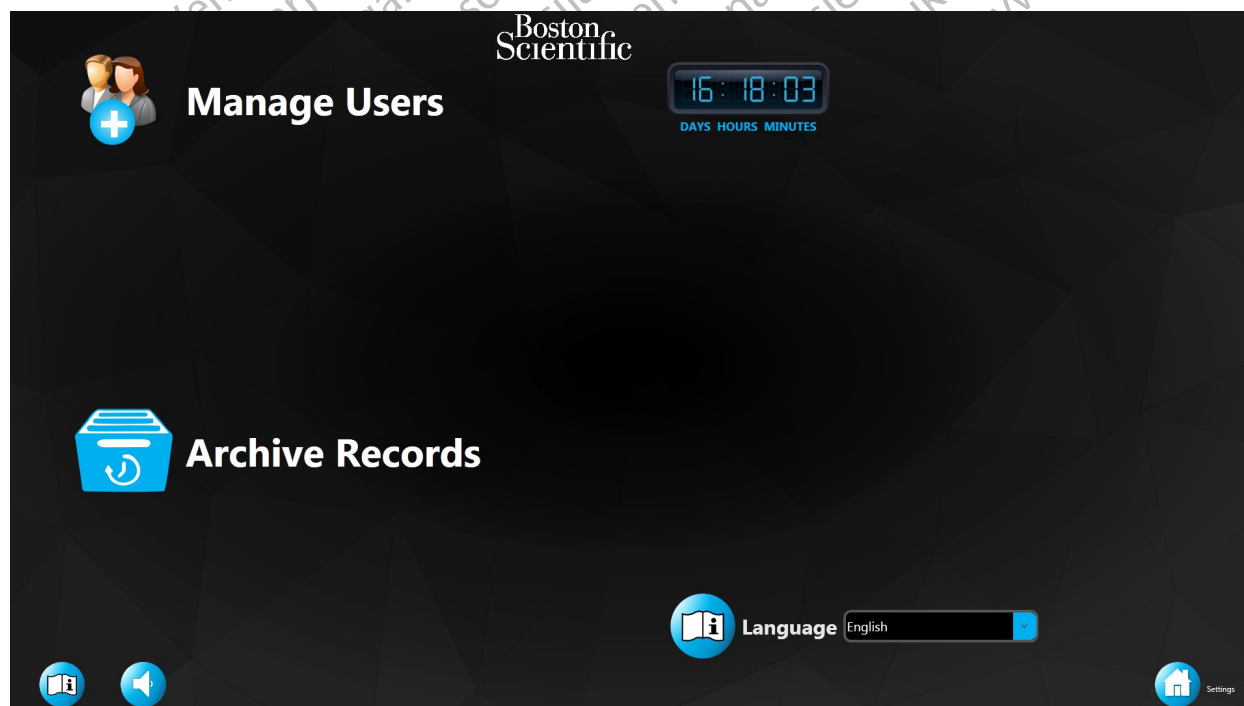 Boston
Scientific
Manage Users
16:18:03
DAYS HOURS MINUTES
Archive Records
Language English
Settings